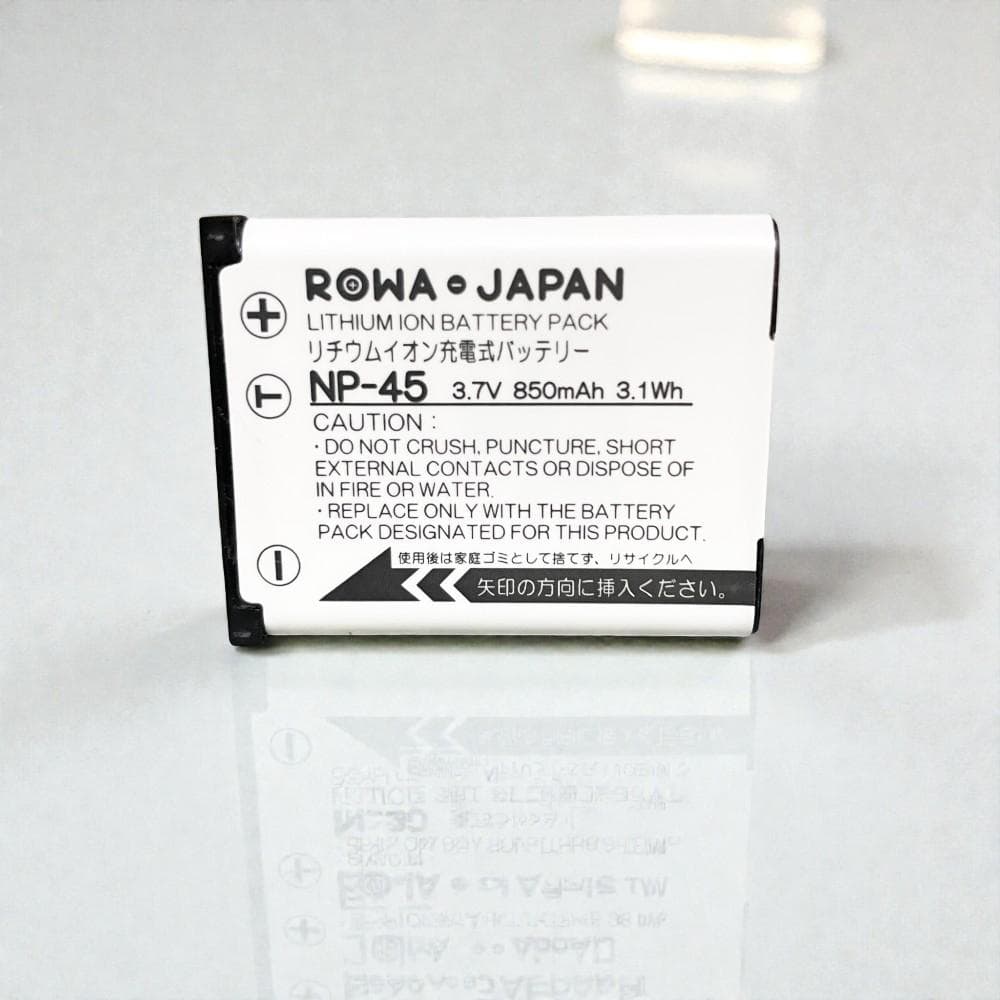 ROWA JAPAN
LITHIUM ION BATTERY PACK
リチウムイオン充電式バッテリー
NP-45 3.7V 850mAh 3.1Wh
CAUTION :
・DO NOT CRUSH, PUNCTURE, SHORT
EXTERNAL CONTACTS OR DISPOSE OF
IN FIRE OR WATER.
・REPLACE ONLY WITH THE BATTERY
PACK DESIGNATED FOR THIS PRODUCT.
使用後は家庭ゴミとして捨てず、リサイクルへ
矢印の方向に挿入ください。
+
T
−